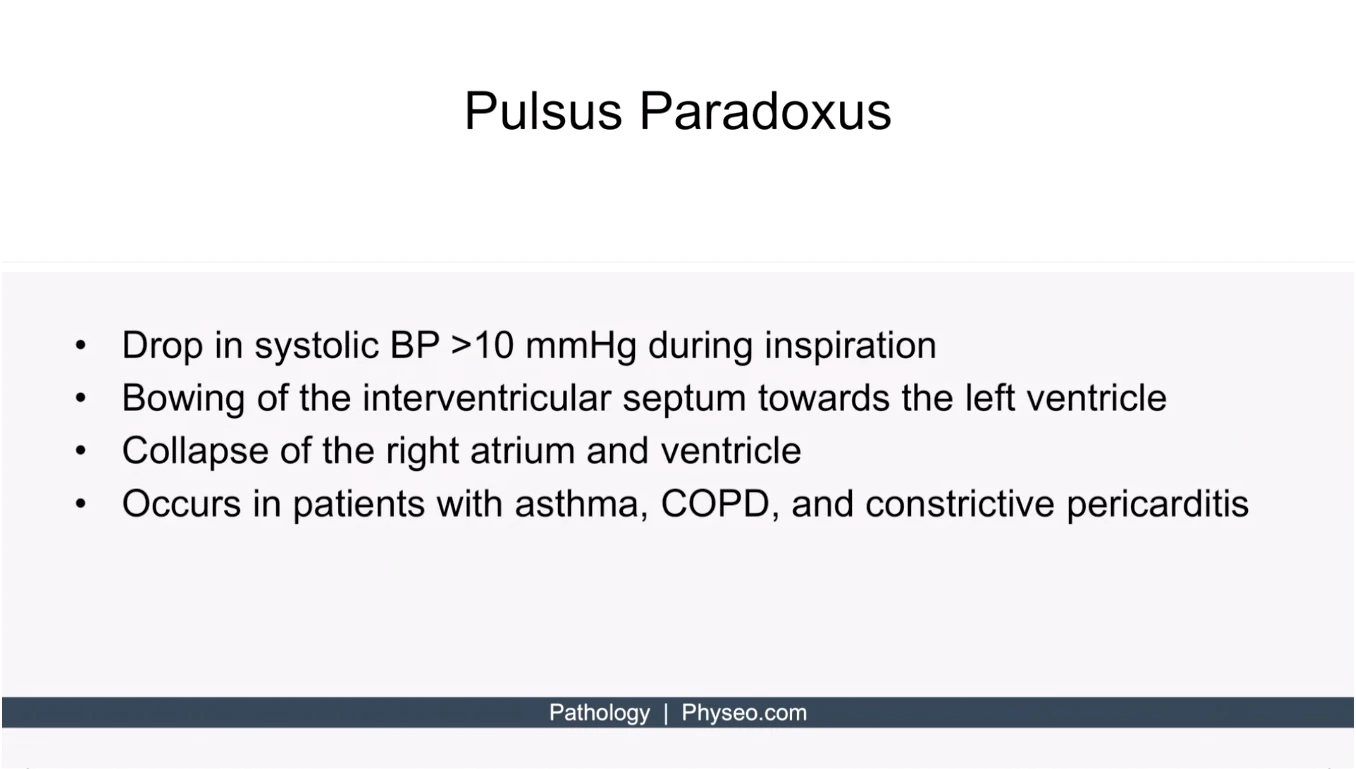 Pulsus Paradoxus
• Drop in systolic BP >10 mmHg during inspiration
• Bowing of the interventricular septum towards the left ventricle
• Collapse of the right atrium and ventricle
• Occurs in patients with asthma, COPD, and constrictive pericarditis
Pathology | Physeo.com